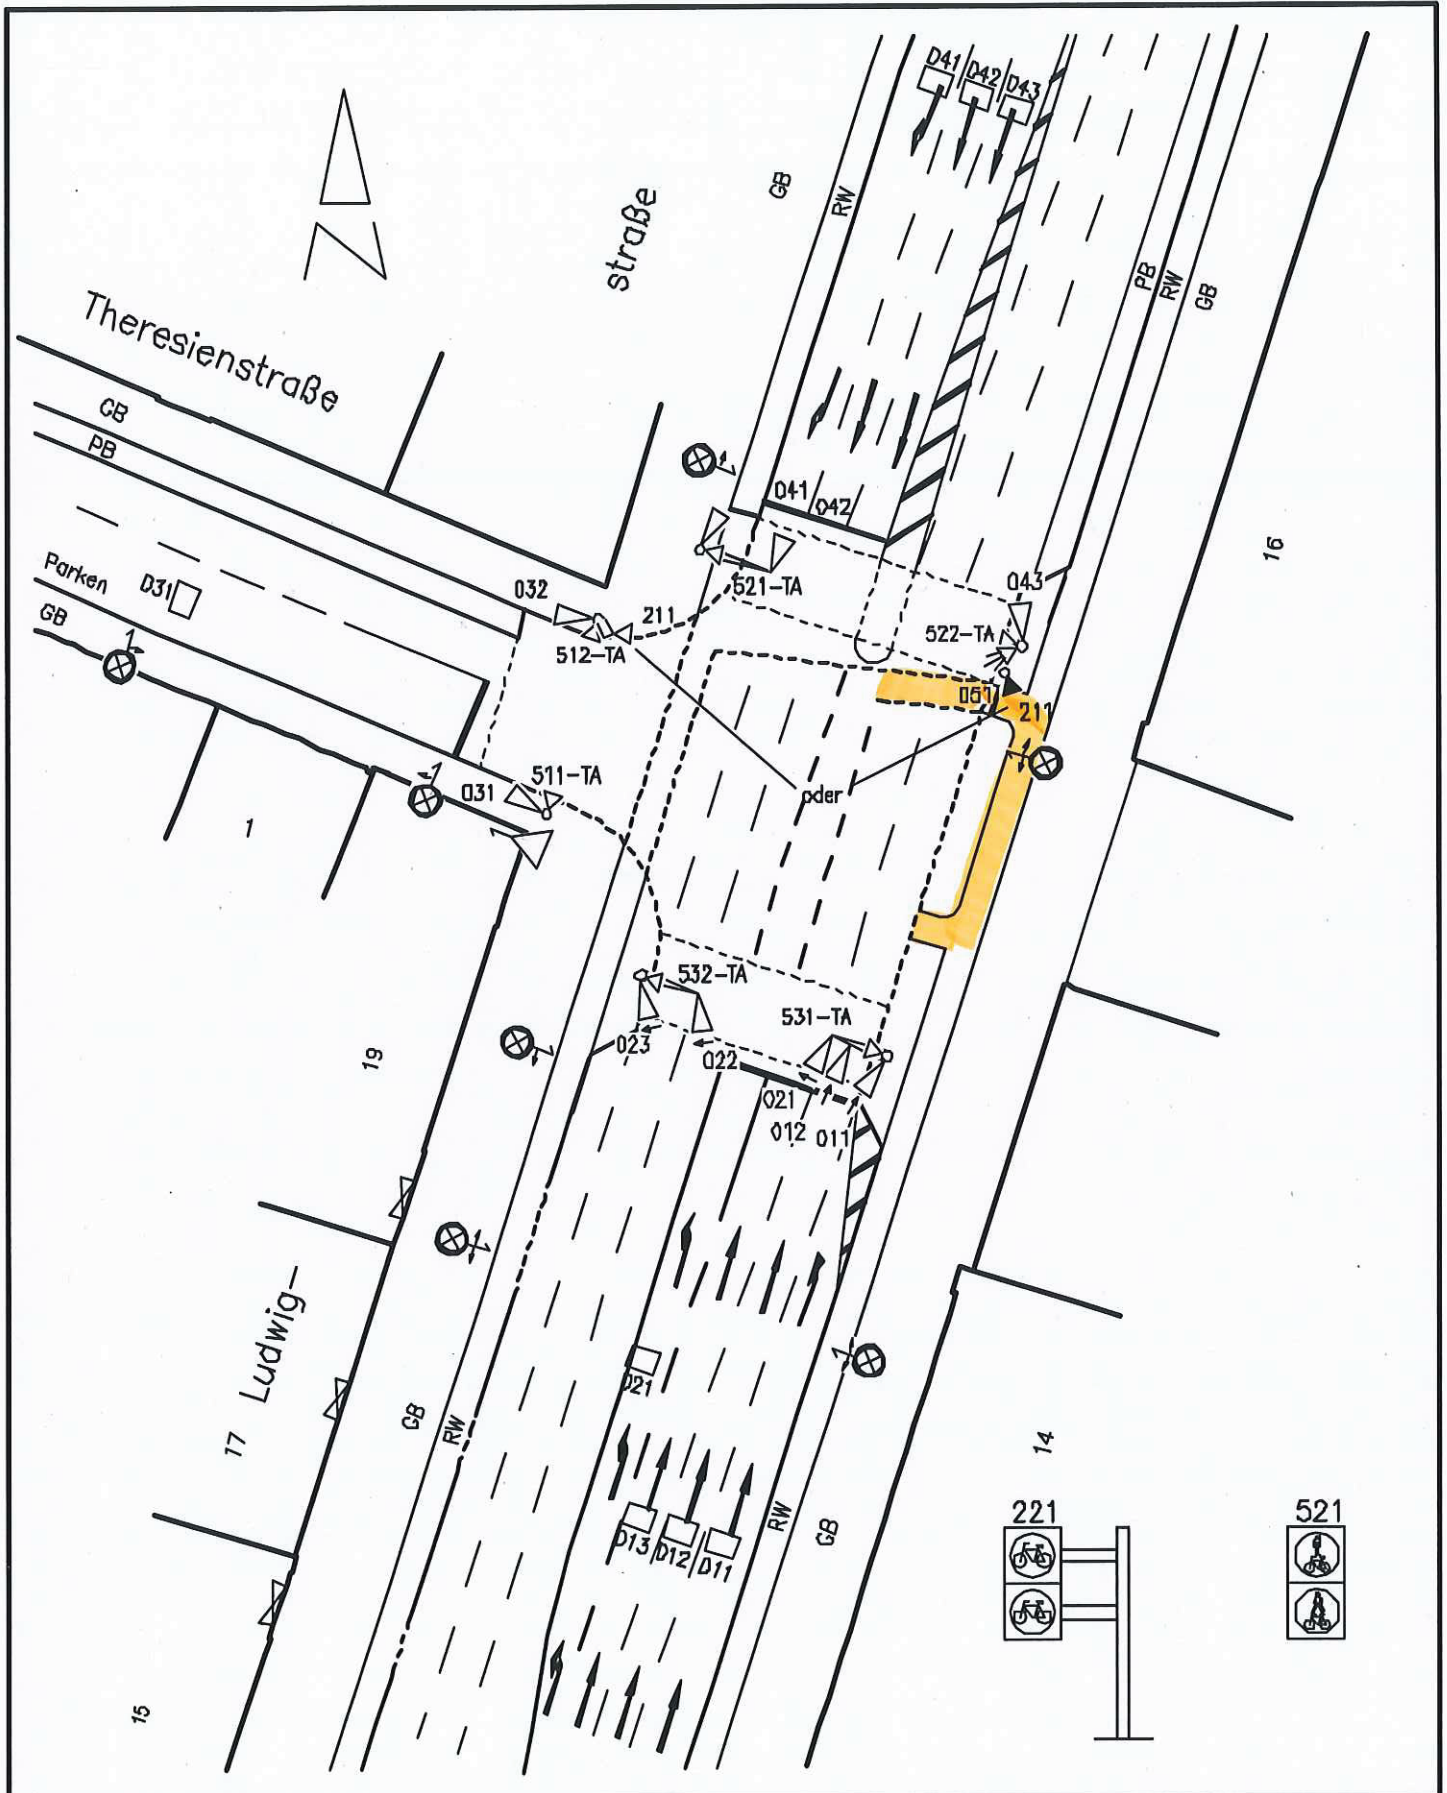 D41 D42 D43
GB
RW
straße
PB
RW
GB
Theresienstraße
GB
PB
041
042
16
Parken
D31
GB
032
211
521-TA
043
522-TA
512-TA
051
211
511-TA
031
oder
1
532-TA
531-TA
19
023
022
021
012
011
Ludwig-
D21
GB
RW
17
14
D13 D12 D11
RW
GB
221
521
15